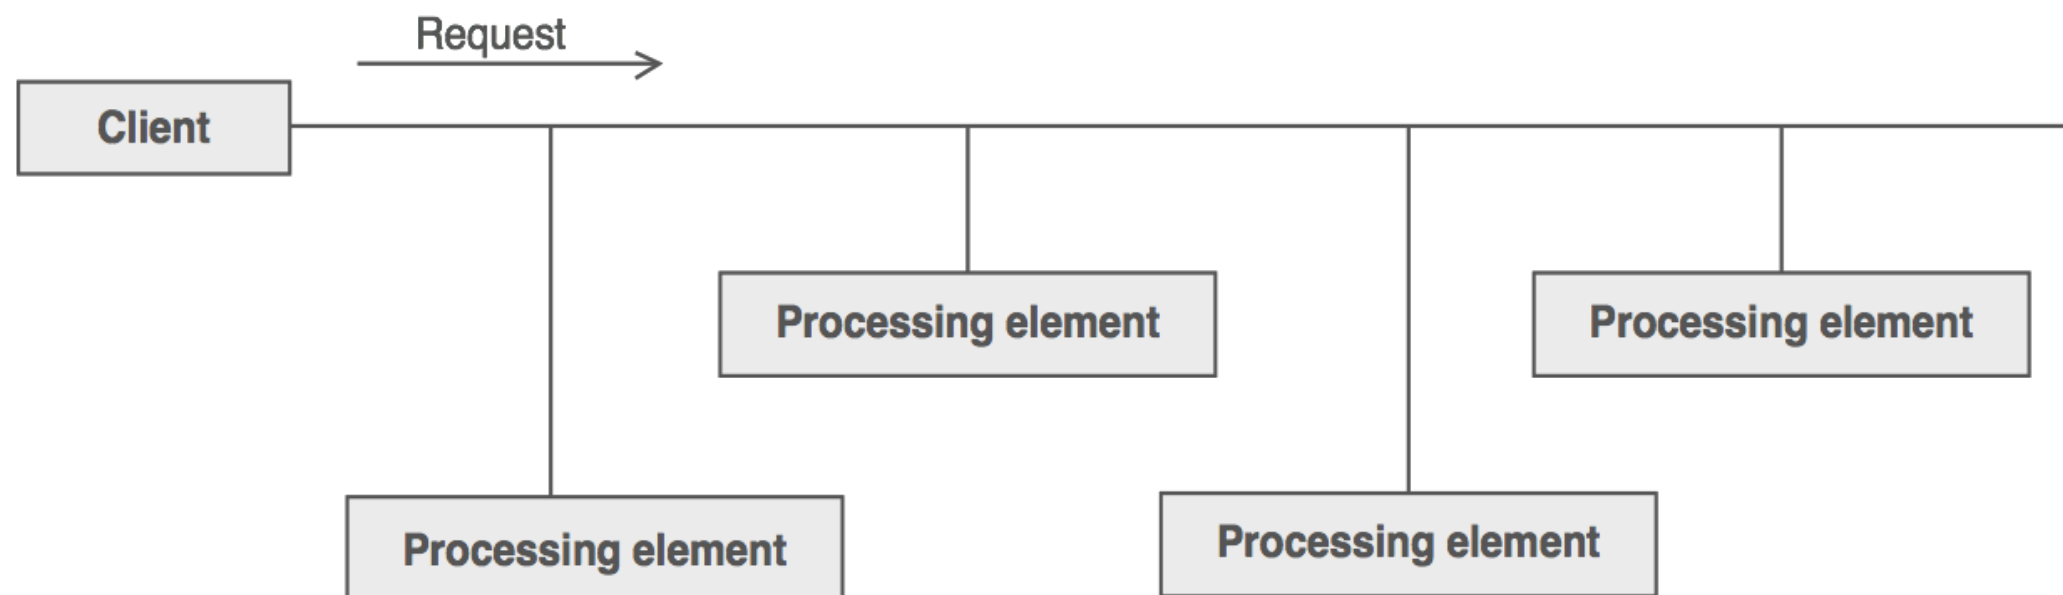 Request
Client
Processing element
Processing element
Processing element
Processing element